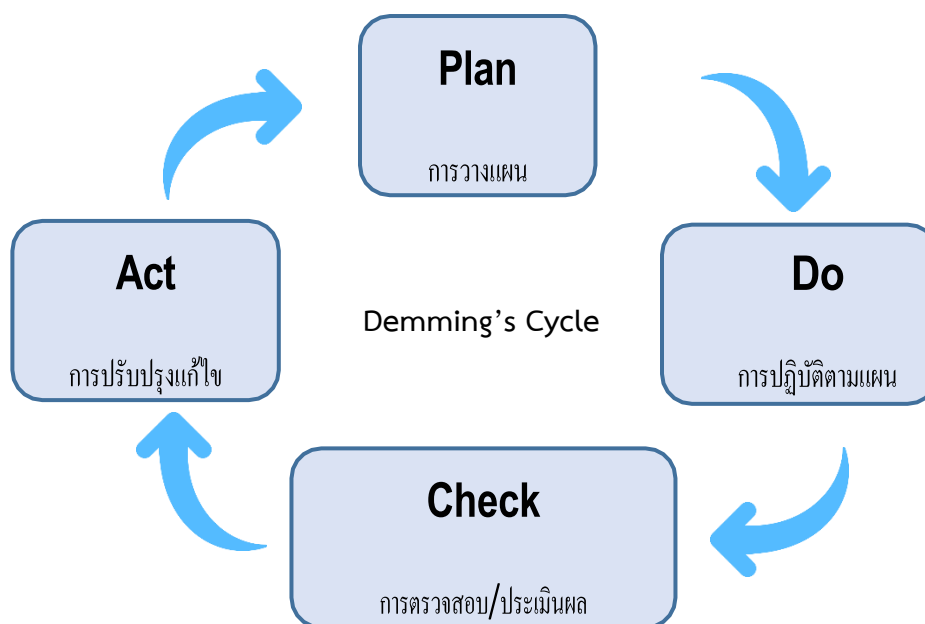 Plan
การวางแผน
Act
การปรับปรุงแก้ไข
Demming’s Cycle
Do
การปฏิบัติตามแผน
Check
การตรวจสอบ/ประเมินผล